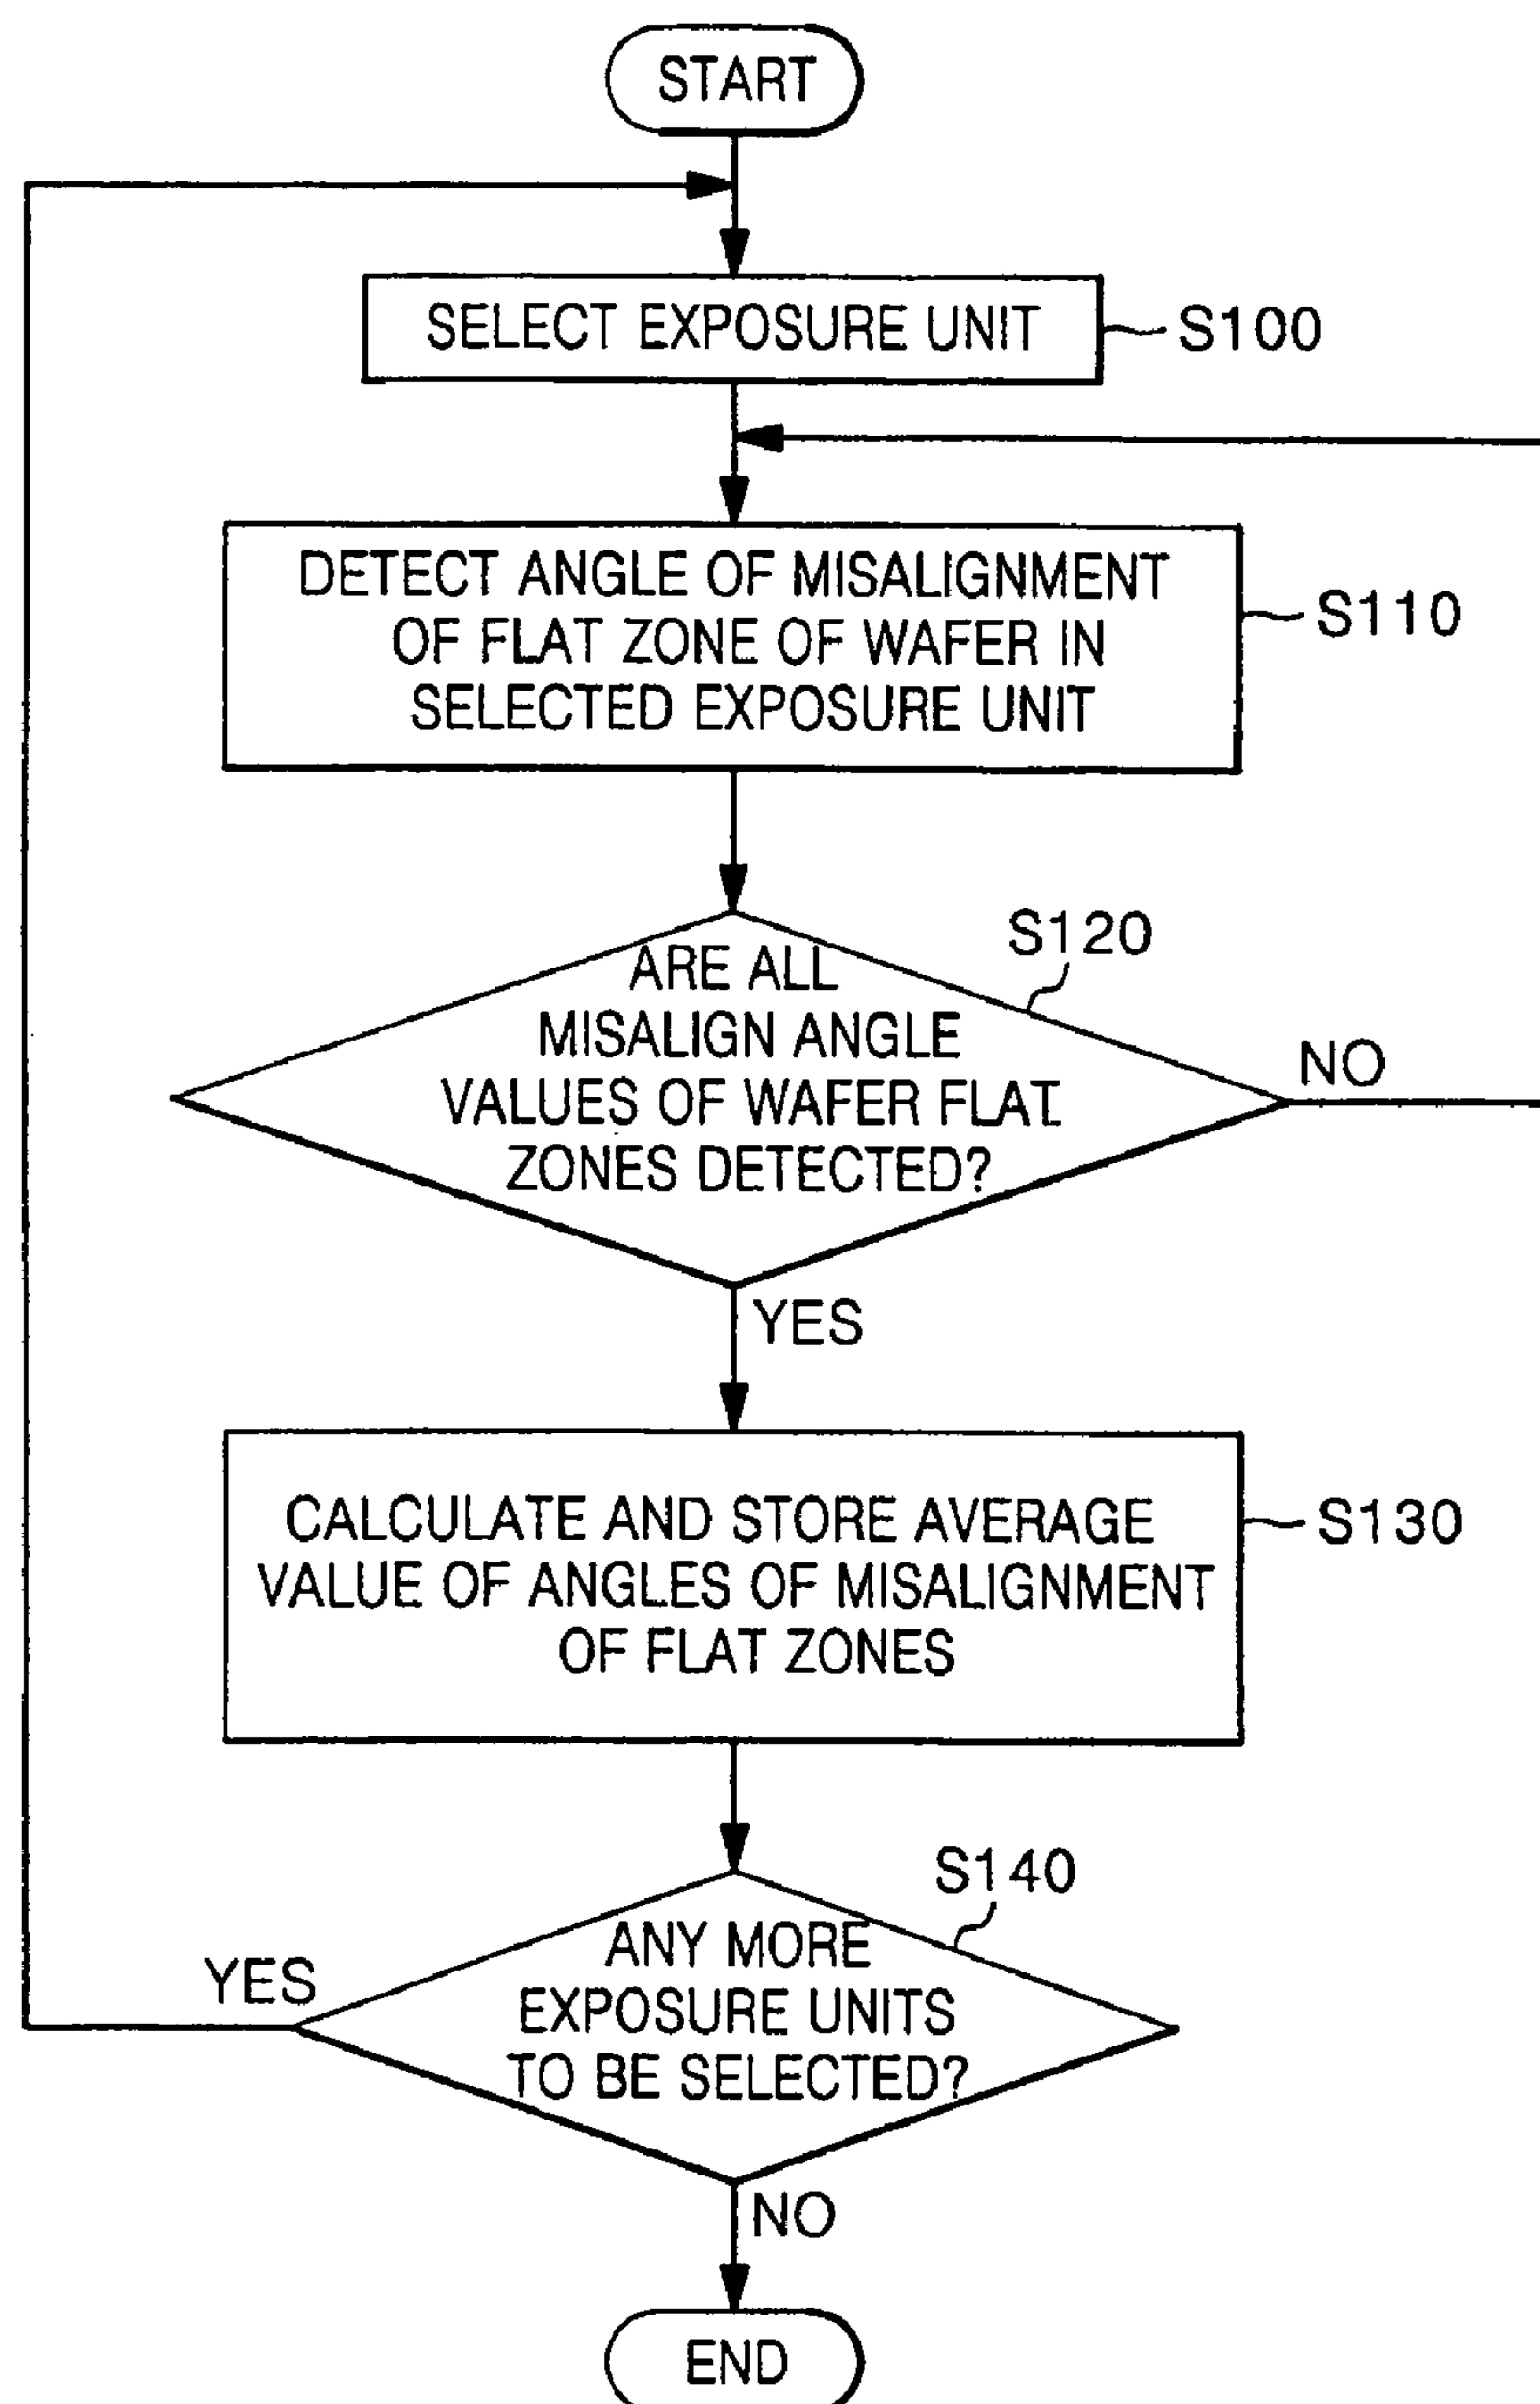 START
SELECT EXPOSURE UNIT
S100
DETECT ANGLE OF MISALIGNMENT
OF FLAT ZONE OF WAFER IN
SELECTED EXPOSURE UNIT
S110
S120
ARE ALL
MISALIGN ANGLE
VALUES OF WAFER FLAT
ZONES DETECTED?
NO
YES
CALCULATE AND STORE AVERAGE
VALUE OF ANGLES OF MISALIGNMENT
OF FLAT ZONES
S130
S140
ANY MORE
EXPOSURE UNITS
TO BE SELECTED?
YES
NO
END